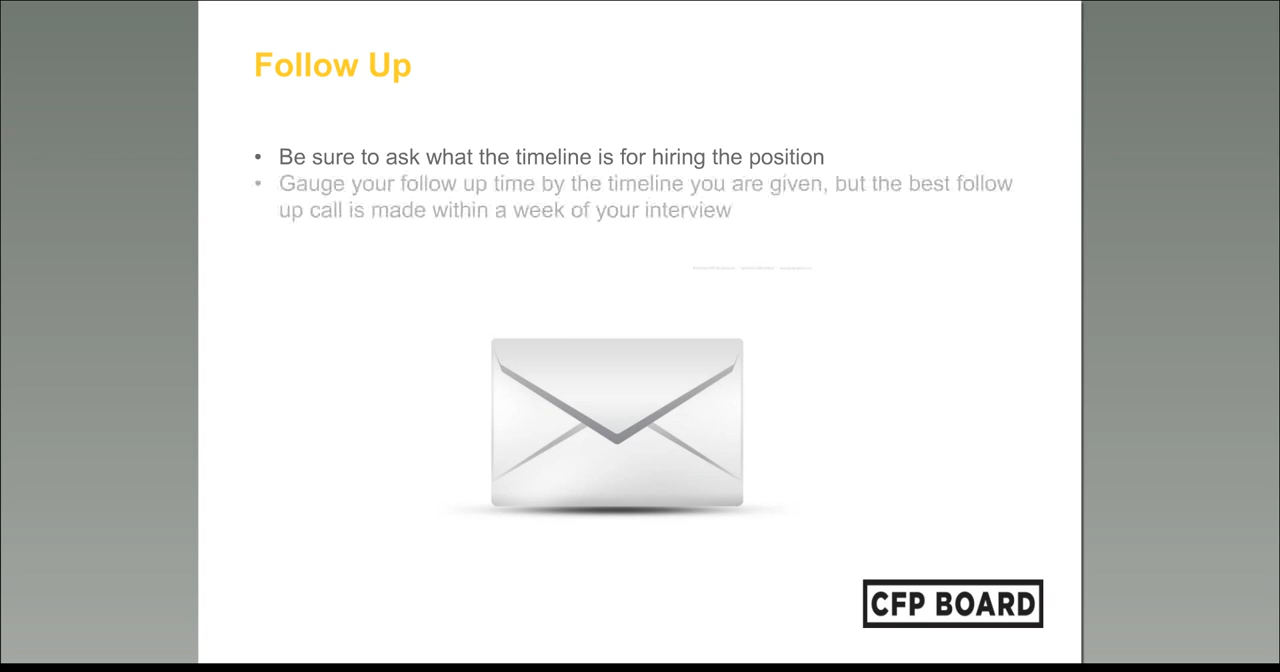 Follow Up
• Be sure to ask what the timeline is for hiring the position
• Gauge your follow up time by the timeline you are given, but the best follow
up call is made within a week of your interview
CFP BOARD